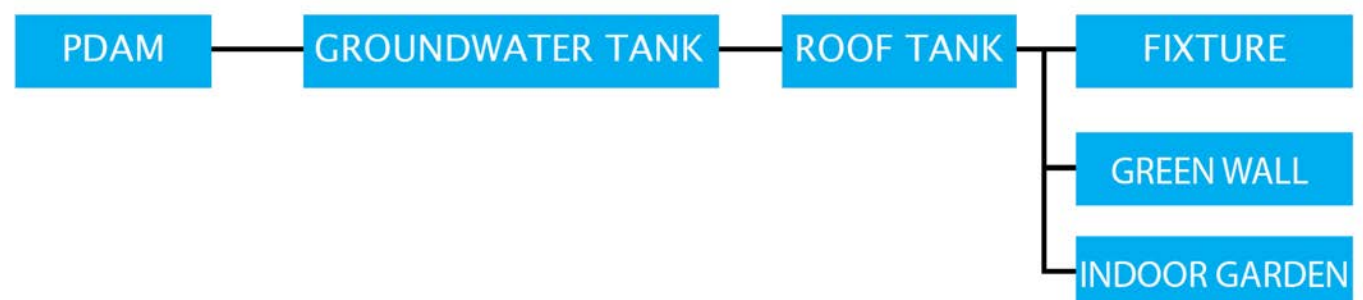 PDAM
GROUNDWATER TANK
ROOF TANK
FIXTURE
GREEN WALL
INDOOR GARDEN